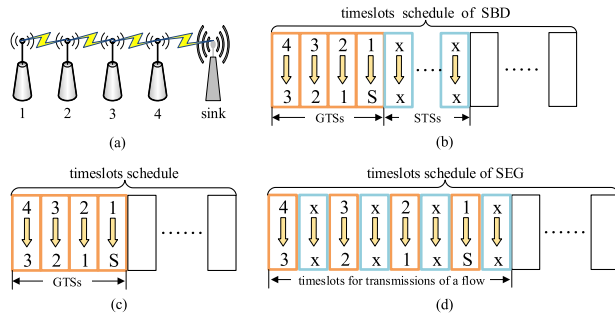 1 2 3 4 sink
(a)
timeslots schedule of SBD
4 3 2 1 x x
.....
......
3 2 1 S x x
GTSs STSs
(b)
timeslots schedule
4 3 2 1
......
3 2 1 S
GTSs
(c)
timeslots schedule of SEG
4 x 3 x 2 x 1 x
......
3 x 2 x 1 x S x
timeslots for transmissions of a flow
(d)